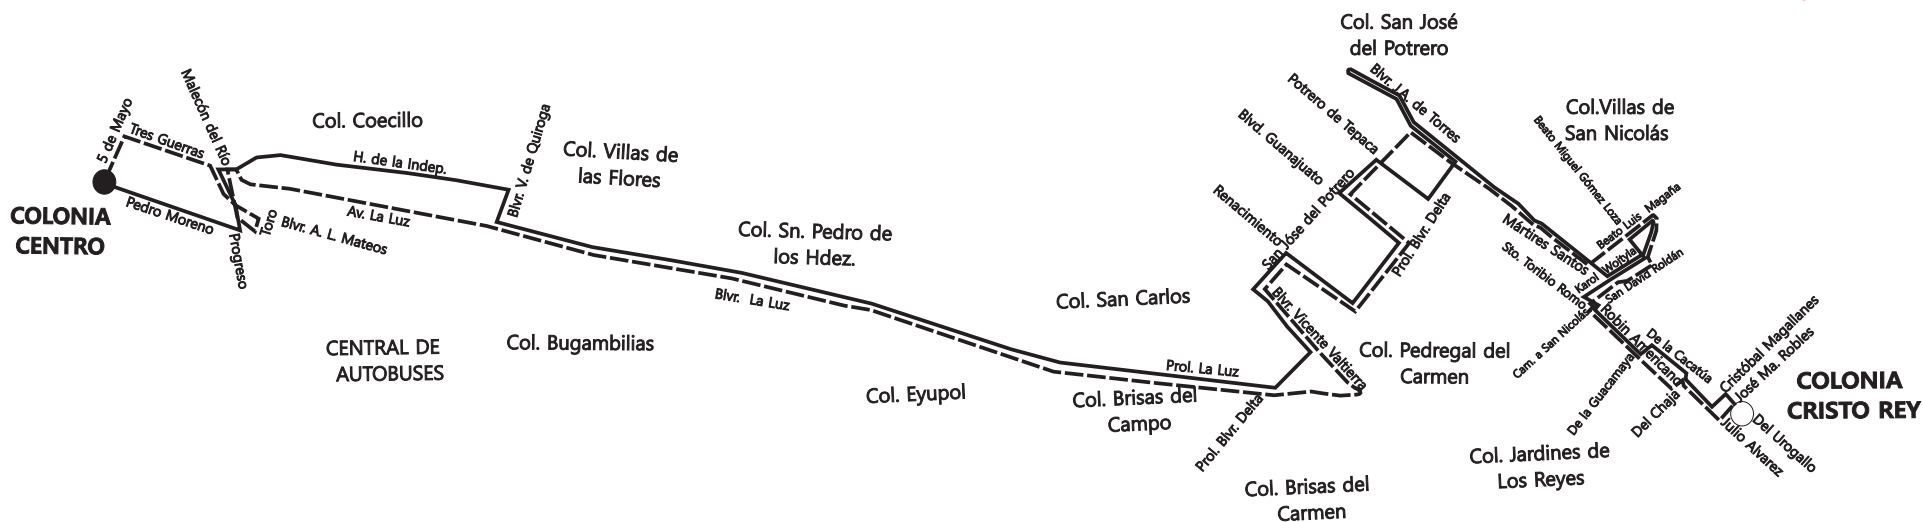 Col. San José
del Potrero
Blvr. J.A. de Torres
Potrero de Tepaca
Blvd. Guanajuato
Renacimiento
San Jóse del Potrero
Prol. Blvr. Delta
Col.Villas de
San Nicolás
Beato Miguel Gómez Loza
Beato Luis Magaña
Mártires Santos
Karol Wojtyla
San David Roldán
Sto. Toribio Romo
Cam. a San Nicolás
Robin Americano
De la Cacatúa
Cristóbal Magallanes
José Ma. Robles
De la Guacamaya
Del Chaja
Julio Alvarez
Del Urogallo
COLONIA
CRISTO REY
Malecón del Río
5 de Mayo
Tres Guerras
Col. Coecillo
H. de la Indep.
Blvr. V. de Quiroga
Col. Villas de
las Flores
COLONIA
CENTRO
Pedro Moreno
Progreso
Toro
Blvr. A. L. Mateos
Av. La Luz
Col. Sn. Pedro de
los Hdez.
Blvr. La Luz
CENTRAL DE
AUTOBUSES
Col. Bugambilias
Col. San Carlos
Blvr. Vicente Valtierra
Col. Pedregal del
Carmen
Prol. La Luz
Col. Eyupol
Col. Brisas del
Campo
Prol. Blvr. Delta
Col. Brisas del
Carmen
Col. Jardines de
Los Reyes